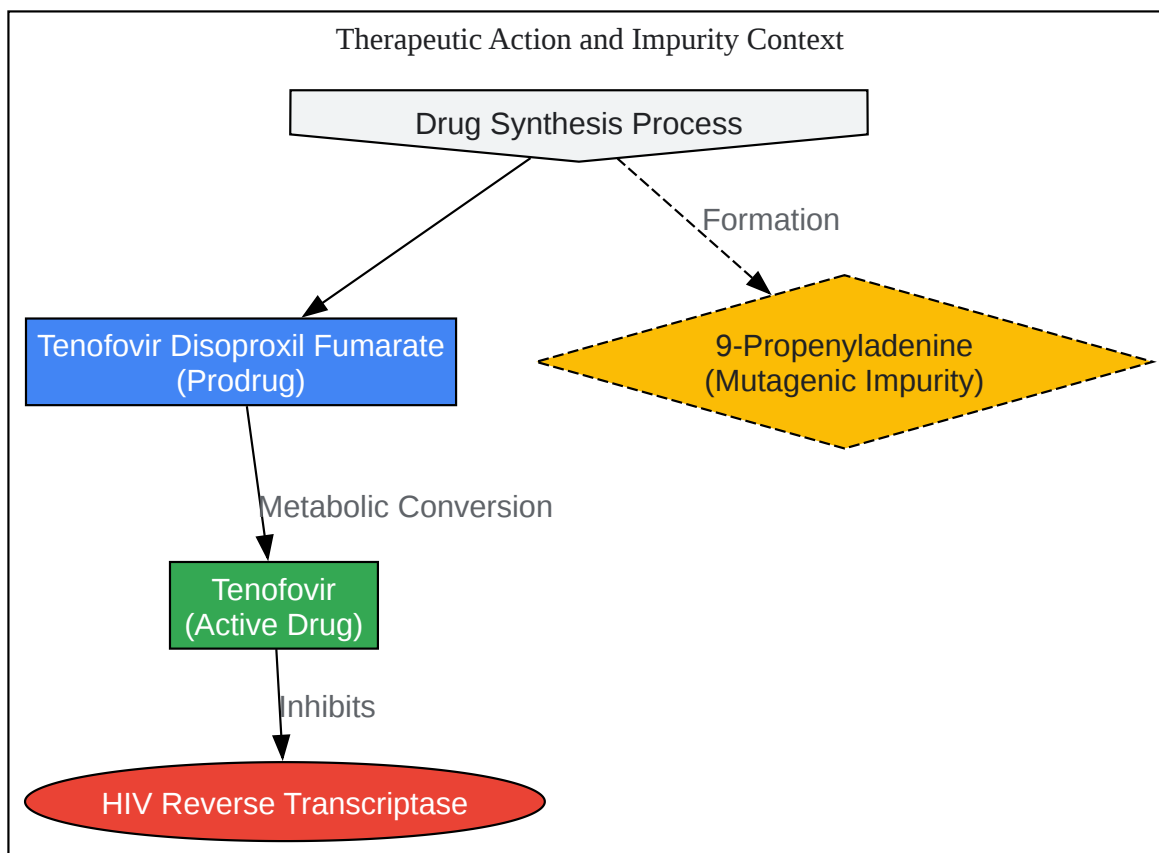 Therapeutic Action and Impurity Context
Drug Synthesis Process
Formation
Tenofovir Disoproxil Fumarate
(Prodrug)
9-Propenyladenine
(Mutagenic Impurity)
Metabolic Conversion
Tenofovir
(Active Drug)
Inhibits
HIV Reverse Transcriptase